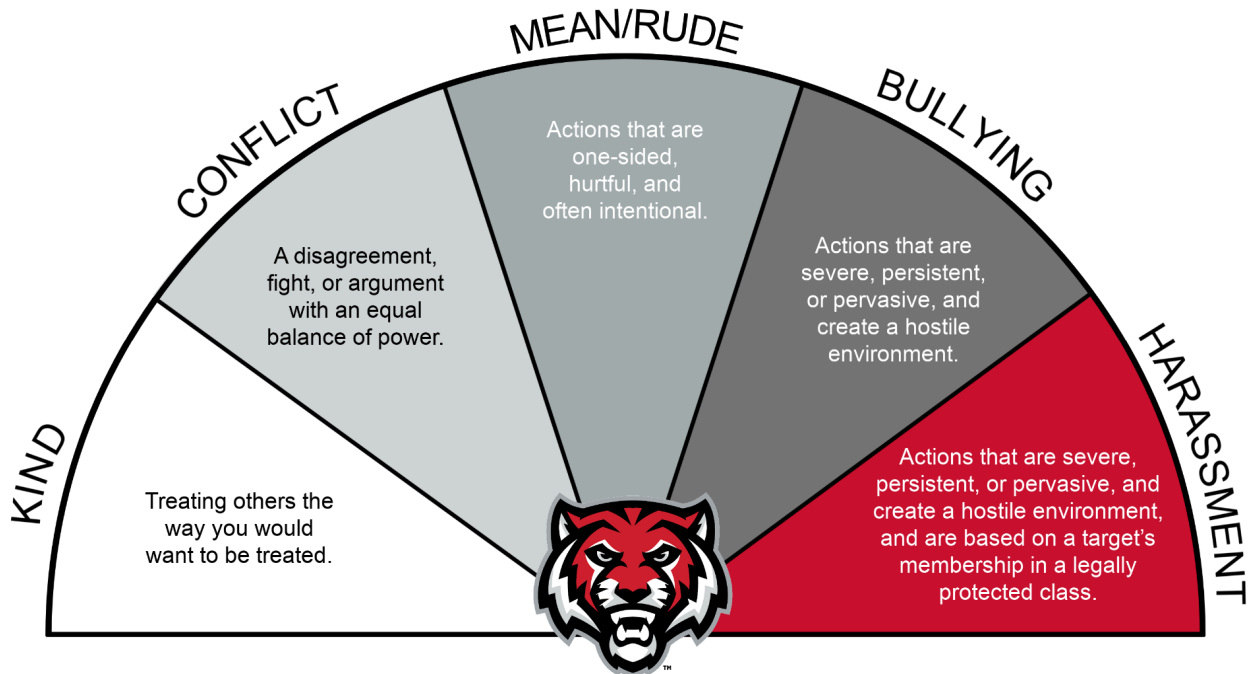 KIND
Treating others the
way you would
want to be treated.
CONFLICT
A disagreement,
fight, or argument
with an equal
balance of power.
MEAN/RUDE
Actions that are
one-sided,
hurtful, and
often intentional.
BULLYING
Actions that are
severe, persistent,
or pervasive, and
create a hostile
environment.
HARASSMENT
Actions that are severe,
persistent, or pervasive, and
create a hostile environment,
and are based on a target’s
membership in a legally
protected class.
TM